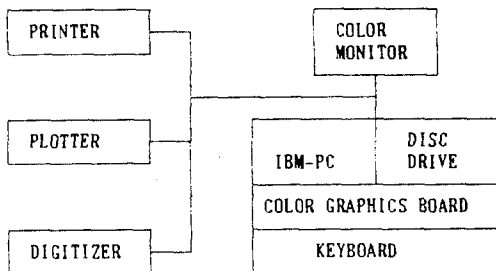 PRINTER
COLOR
MONITOR
PLOTTER
IBM-PC
DISC
DRIVE
COLOR GRAPHICS BOARD
DIGITIZER
KEYBOARD